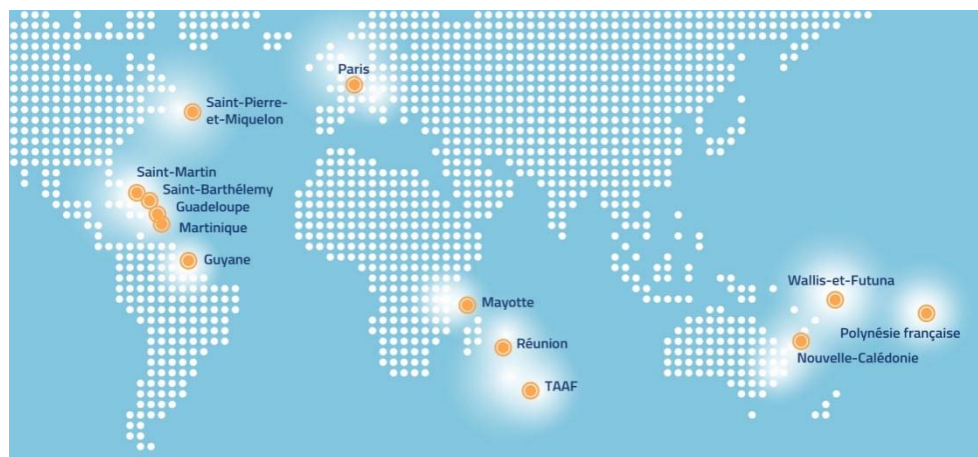 Paris
Saint-Pierre-
et-Miquelon
Saint-Martin
Saint-Barthélemy
Guadeloupe
Martinique
Guyane
Mayotte
Réunion
TAAF
Wallis-et-Futuna
Polynésie française
Nouvelle-Calédonie